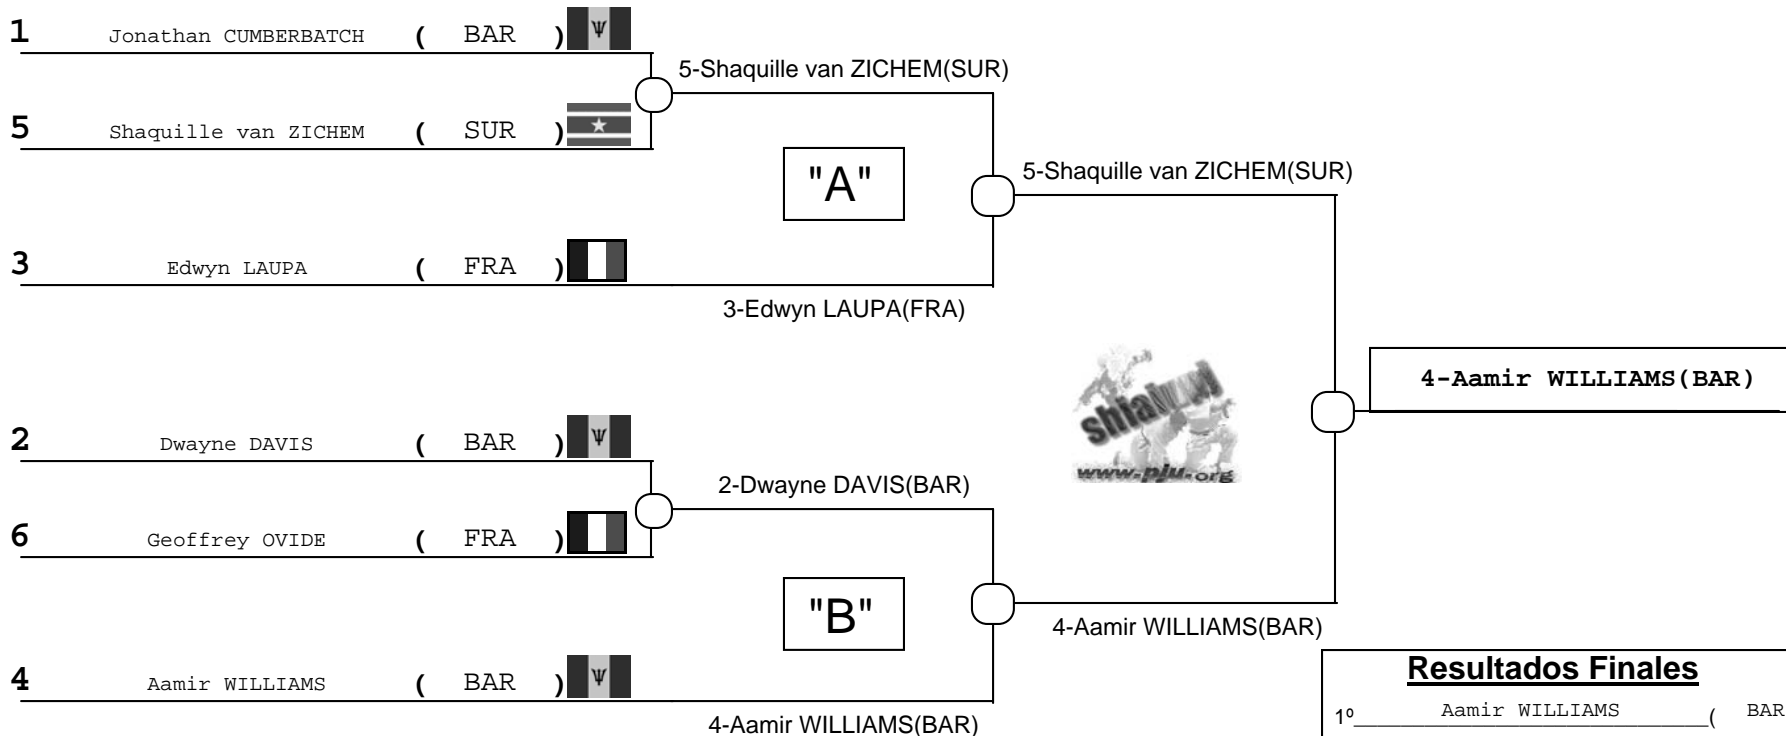 1 Jonathan CUMBERBATCH ( BAR )
5-Shaquille van ZICHEM(SUR)
5 Shaquille van ZICHEM ( SUR )
"A"
5-Shaquille van ZICHEM(SUR)
3 Edwyn LAUPA ( FRA )
3-Edwyn LAUPA(FRA)
shiai
www.pju.org
4-Aamir WILLIAMS(BAR)
2 Dwayne DAVIS ( BAR )
2-Dwayne DAVIS(BAR)
6 Geoffrey OVIDE ( FRA )
"B"
4-Aamir WILLIAMS(BAR)
4 Aamir WILLIAMS ( BAR )
4-Aamir WILLIAMS(BAR)
Resultados Finales
1º Aamir WILLIAMS ( BAR